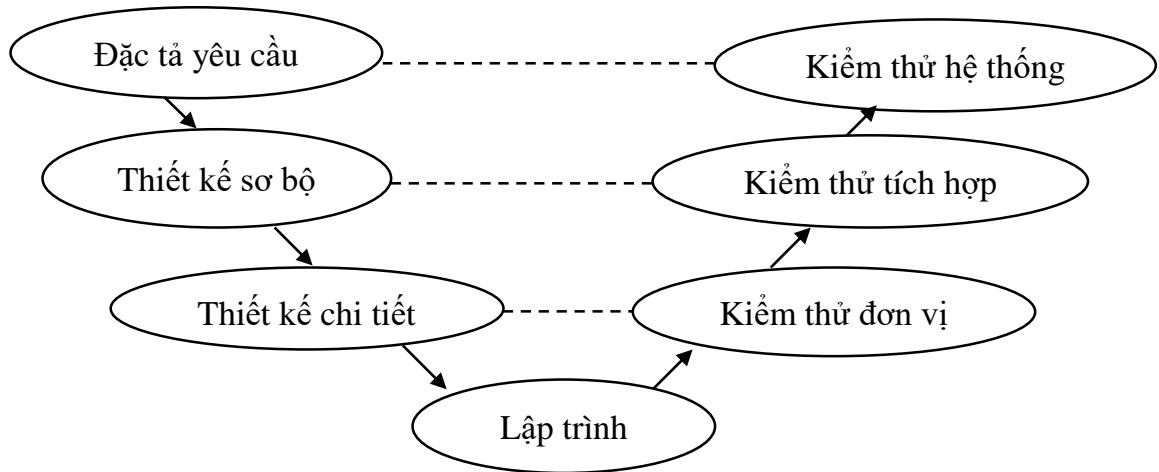 Đặc tả yêu cầu
Kiểm thử hệ thống
Thiết kế sơ bộ
Kiểm thử tích hợp
Thiết kế chi tiết
Kiểm thử đơn vị
Lập trình